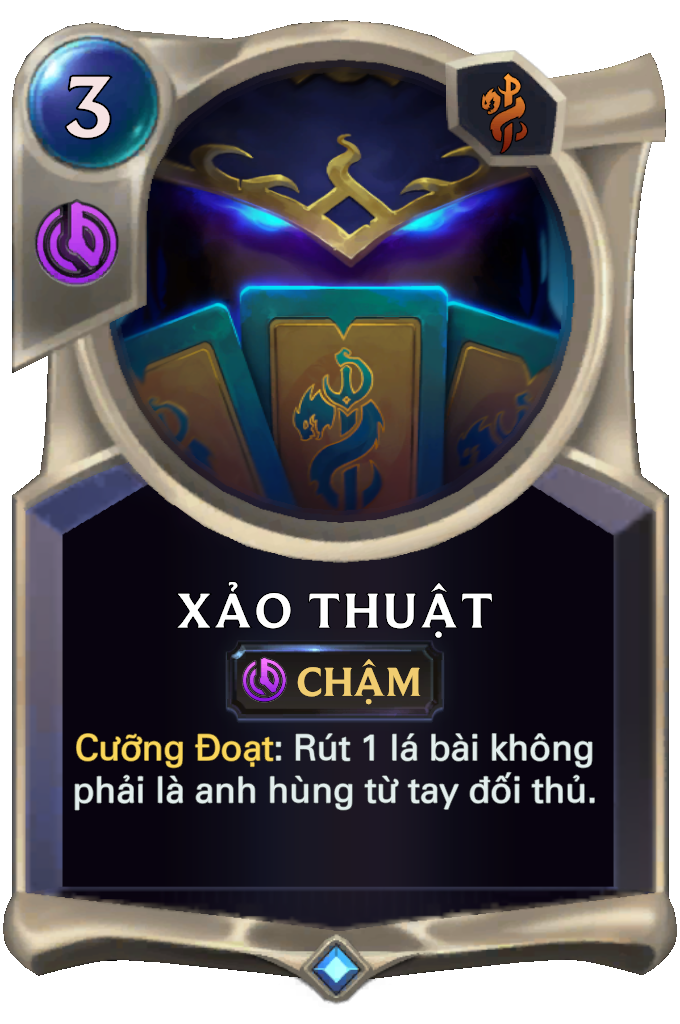 3
XẢO THUẬT
CHẬM
Cưỡng Đoạt: Rút 1 lá bài không
phải là anh hùng từ tay đối thủ.